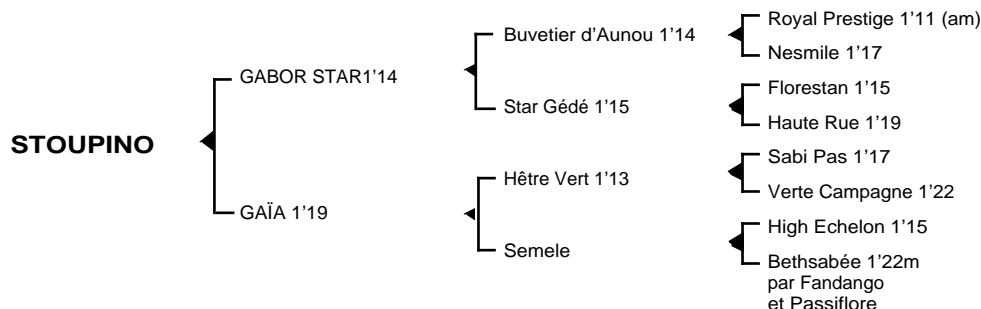 Royal Prestige 1’11 (am)
Buvetier d’Aunou 1’14
Nesmile 1’17
GABOR STAR1’14
Florestan 1’15
Star Gédé 1’15
Haute Rue 1’19
STOUPINO
Sabi Pas 1’17
Hêtre Vert 1’13
Verte Campagne 1’22
GAÏA 1’19
High Echelon 1’15
Semele
Bethsabée 1’22m
par Fandango
et Passiflore